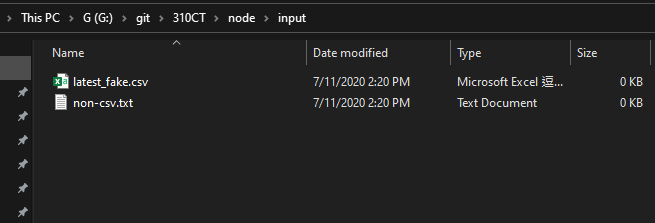 This PC > G (G:) > git > 310CT > node > input
Name Date modified Type Size
latest_fake.csv 7/11/2020 2:20 PM Microsoft Excel 逗... 0 KB
non-csv.txt 7/11/2020 2:20 PM Text Document 0 KB